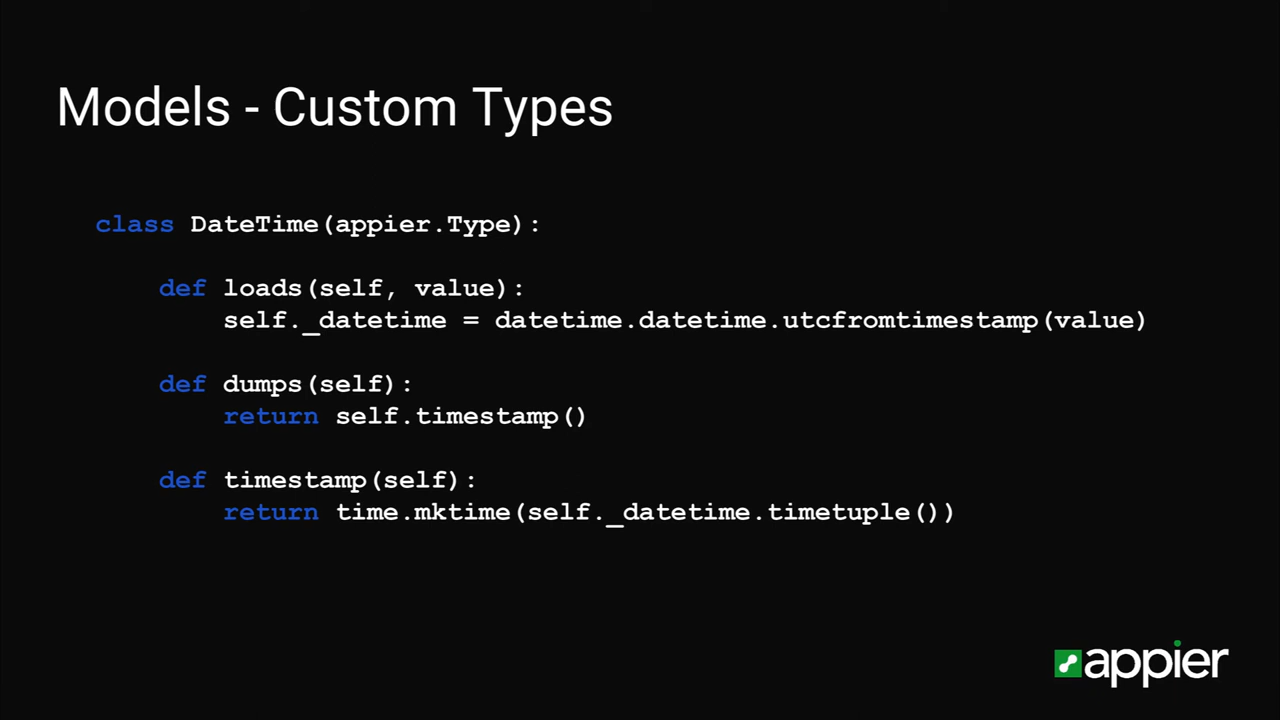 Models - Custom Types
class DateTime(appier.Type):
def loads(self, value):
self._datetime = datetime.datetime.utcfromtimestamp(value)
def dumps(self):
return self.timestamp()
def timestamp(self):
return time.mktime(self._datetime.timetuple())
appier